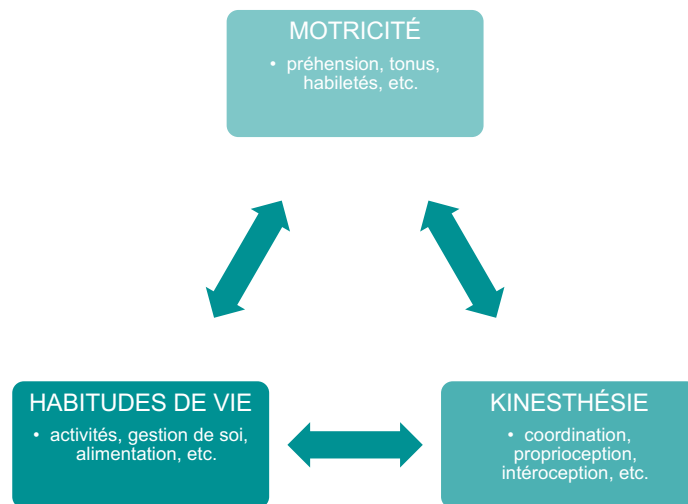 MOTRICITÉ
• préhension, tonus,
habiletés, etc.
HABITUDES DE VIE
• activités, gestion de soi,
alimentation, etc.
KINESTHÉSIE
• coordination,
proprioception,
intéroception, etc.